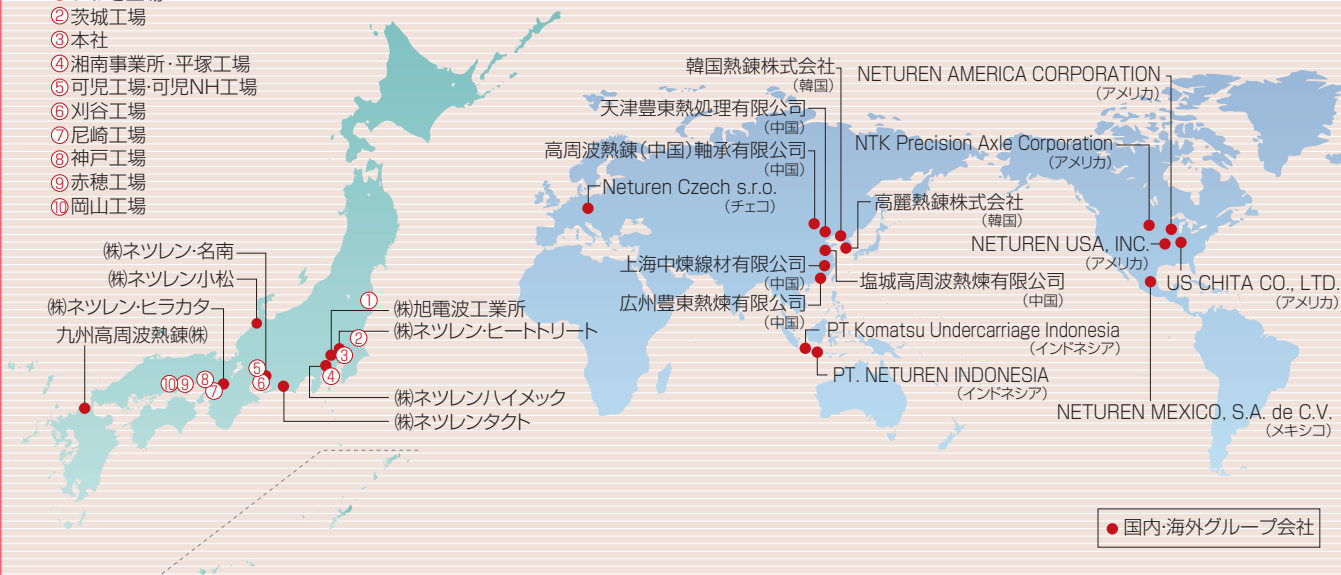 ②茨城工場
③本社
④湘南事業所・平塚工場
⑤可児工場・可児NH工場
⑥刈谷工場
⑦尼崎工場
⑧神戸工場
⑨赤穂工場
⑩岡山工場
㈱ネツレン・名南
㈱ネツレン小松
㈱ネツレン・ヒラカタ
九州高周波熱錬㈱
①
㈱旭電波工業所
㈱ネツレン・ヒートトリート
②
③
④
⑤
⑥
⑩⑨⑧
⑦
㈱ネツレンハイメック
㈱ネツレンタクト
韓国熱錬株式会社
(韓国)
天津豊東熱処理有限公司
(中国)
高周波熱錬(中国)軸承有限公司
(中国)
Neturen Czech s.r.o.
(チェコ)
高麗熱錬株式会社
(韓国)
上海中煉線材有限公司
(中国)
塩城高周波熱煉有限公司
(中国)
広州豊東熱煉有限公司
(中国)
PT Komatsu Undercarriage Indonesia
(インドネシア)
PT. NETUREN INDONESIA
(インドネシア)
NETUREN AMERICA CORPORATION
(アメリカ)
NTK Precision Axle Corporation
(アメリカ)
NETUREN USA, INC.
(アメリカ)
US CHITA CO., LTD.
(アメリカ)
NETUREN MEXICO, S.A. de C.V.
(メキシコ)
●国内・海外グループ会社